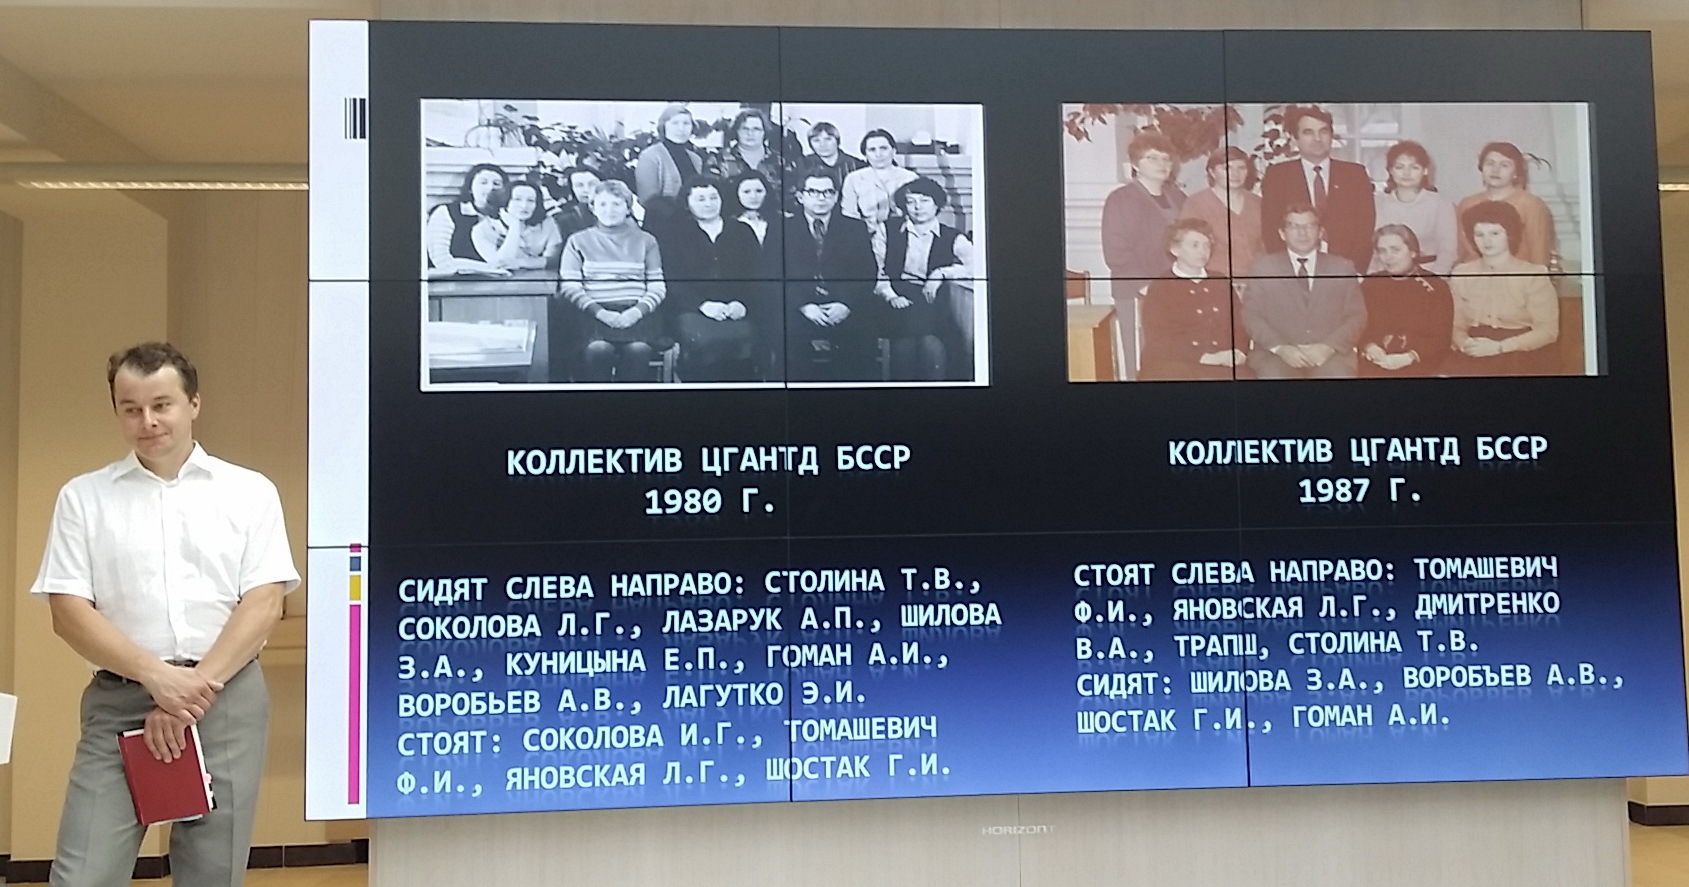 КОЛЛЕКТИВ ЦГАНТД БССР
1980 Г.
СИДЯТ СЛЕВА НАПРАВО: СТОЛИНА Т.В.,
СОКОЛОВА Л.Г., ЛАЗАРУК А.П., ШИЛОВА
З.А., КУНИЦЫНА Е.П., ГОМАН А.И.,
ВОРОБЬЕВ А.В., ЛАГУТКО Э.И.
СТОЯТ: СОКОЛОВА И.Г., ТОМАШЕВИЧ
Ф.И., ЯНОВСКАЯ Л.Г., ШОСТАК Г.И.
КОЛЛЕКТИВ ЦГАНТД БССР
1987 Г.
СТОЯТ СЛЕВА НАПРАВО: ТОМАШЕВИЧ
Ф.И., ЯНОВСКАЯ Л.Г., ДМИТРЕНКО
В.А., ТРАПШ, СТОЛИНА Т.В.
СИДЯТ: ШИЛОВА З.А., ВОРОБЪЕВ А.В.,
ШОСТАК Г.И., ГОМАН А.И.
HORIZONT